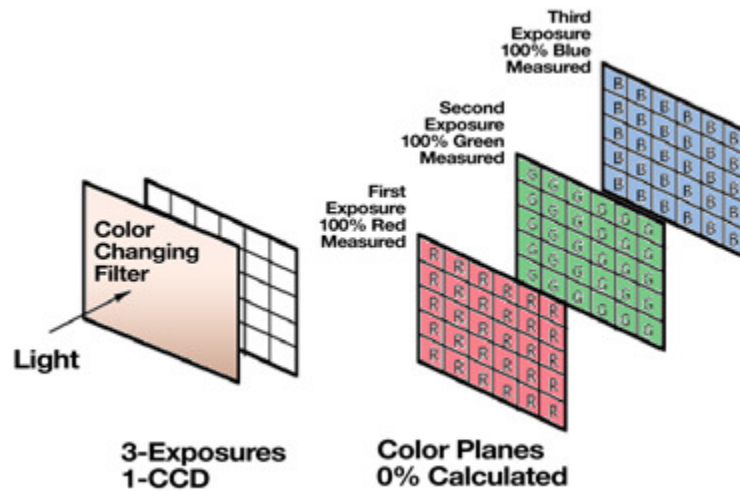 Third
Exposure
100% Blue
Measured
Second
Exposure
100% Green
Measured
First
Exposure
100% Red
Measured
Color
Changing
Filter
Light
3-Exposures
1-CCD
Color Planes
0% Calculated
B B B B B B
B B B B B B
B B B B B B
B B B B B B
B B B B B B
G G G G G G
G G G G G G
G G G G G G
G G G G G G
G G G G G G
R R R R R R
R R R R R R
R R R R R R
R R R R R R
R R R R R R